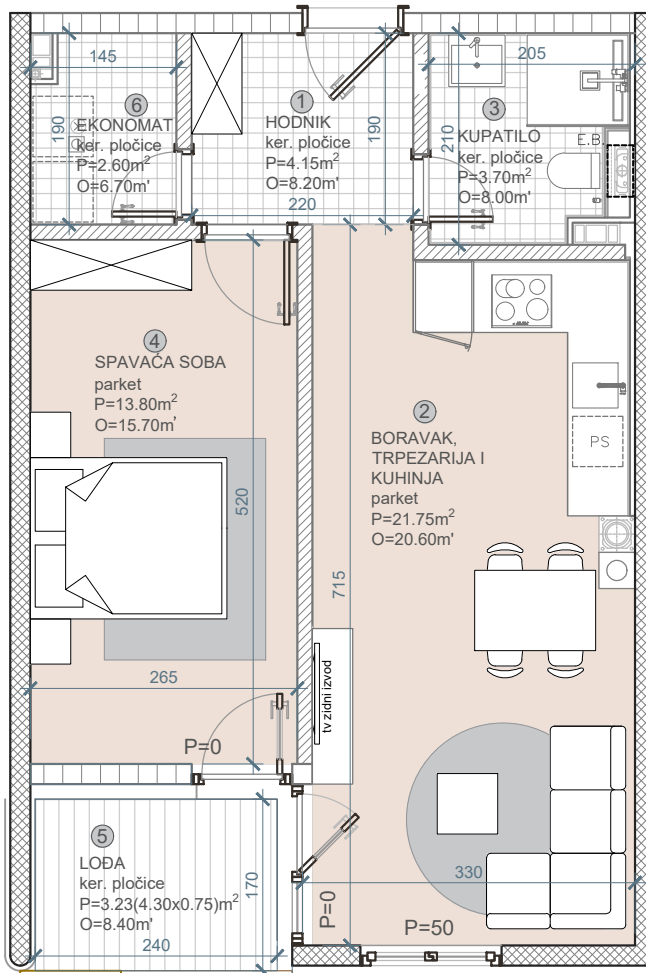 145
190
6
EKONOMAT
ker. pločice
P=2.60m²
O=6.70m'
1
HODNIK
ker. pločice
P=4.15m²
O=8.20m'
190
220
205
210
3
KUPATILO
ker. pločice
P=3.70m²
O=8.00m'
E.B.
4
SPAVAĆA SOBA
parket
P=13.80m²
O=15.70m'
520
265
P=0
2
BORAVAK,
TRPEZARIJA I
KUHINJA
parket
P=21.75m²
O=20.60m'
PS
715
tv zidni izvod
330
P=0
P=50
5
LOĐA
ker. pločice
P=3.23(4.30x0.75)m²
O=8.40m'
170
240